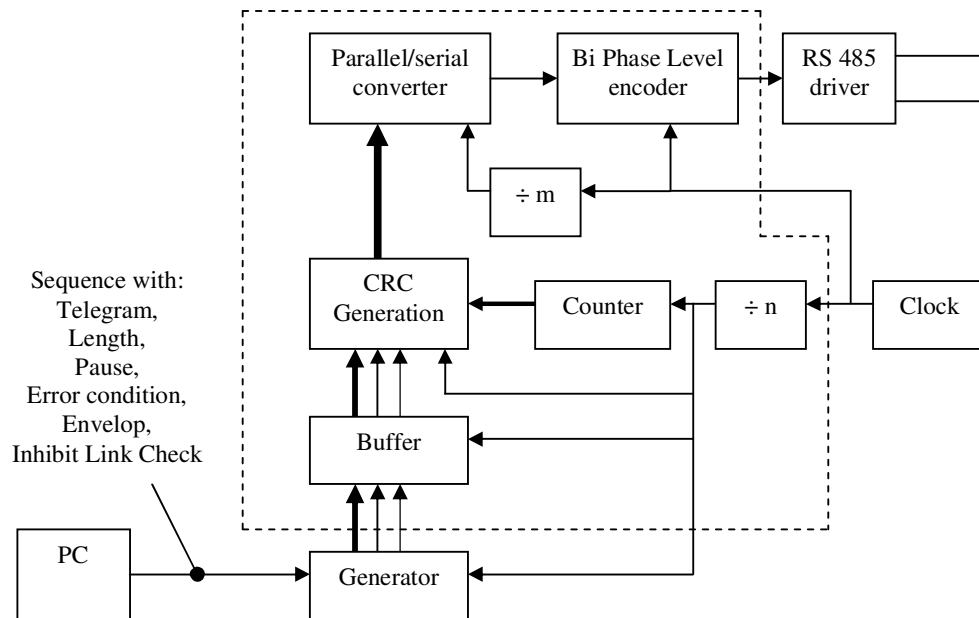 Parallel/serial
converter
Bi Phase Level
encoder
RS 485
driver
÷ m
Sequence with:
Telegram,
Length,
Pause,
Error condition,
Envelop,
Inhibit Link Check
CRC
Generation
Counter
÷ n
Clock
Buffer
PC
Generator